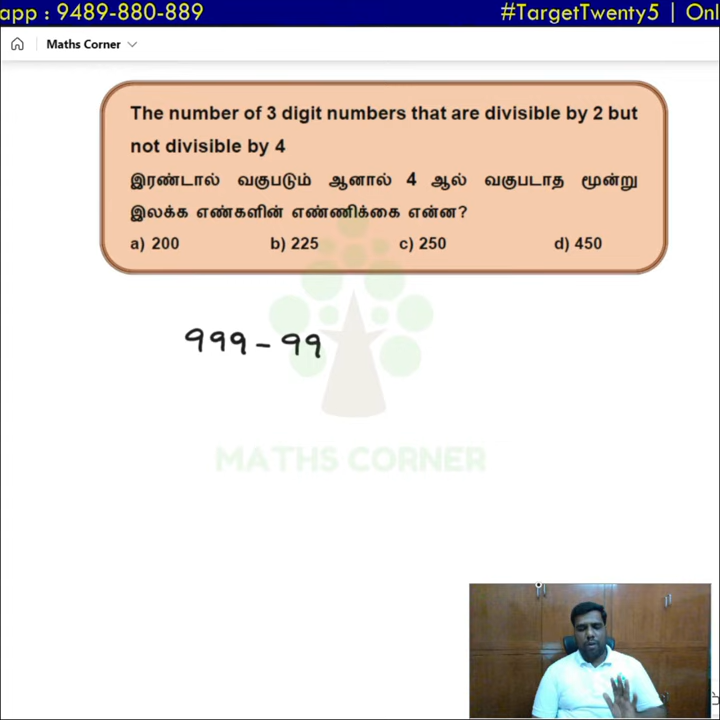 app : 9489-880-889 #TargetTwenty5 | Onl
Maths Corner
The number of 3 digit numbers that are divisible by 2 but
not divisible by 4
இரண்டால் வகுபடும் ஆனால் 4 ஆல் வகுபடாத மூன்று
இலக்க எண்களின் எண்ணிக்கை என்ன?
a) 200 b) 225 c) 250 d) 450
999 - 99
MATHS CORNER